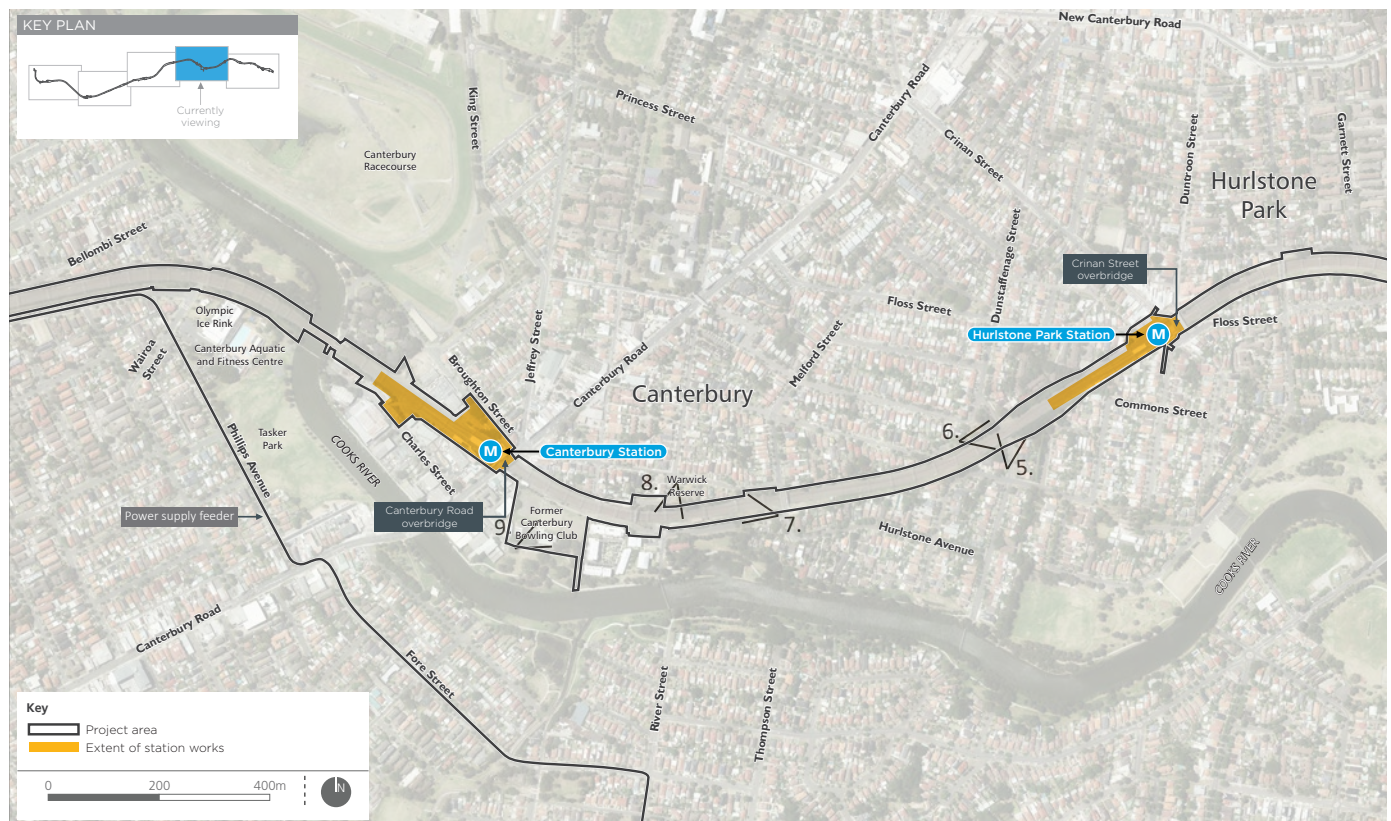 KEY PLAN
Currently
viewing
New Canterbury Road
King Street
Princess Street
Canterbury Road
Crinan Street
Duntroon Street
Garnett Street
Canterbury
Racecourse
Hurlstone
Park
Bellombi Street
Dunstaffenage Street
Crinan Street
overbridge
Olympic
Ice Rink
Floss Street
Floss Street
Hurlstone Park Station
M
Wairoa
Street
Canterbury Aquatic
and Fitness Centre
Jeffrey Street
Canterbury Road
Melford Street
Broughton Street
Canterbury
Commons Street
Phillips Avenue
Tasker
Park
COOKS RIVER
Charles Street
M
Canterbury Station
6.
5.
8.
Warwick
Reserve
7.
Power supply feeder
Canterbury Road
overbridge
9.
Former
Canterbury
Bowling Club
Hurlstone Avenue
COOKS RIVER
Canterbury Road
Fore Street
River Street
Thompson Street
Key
Project area
Extent of station works
0
200
400m
N